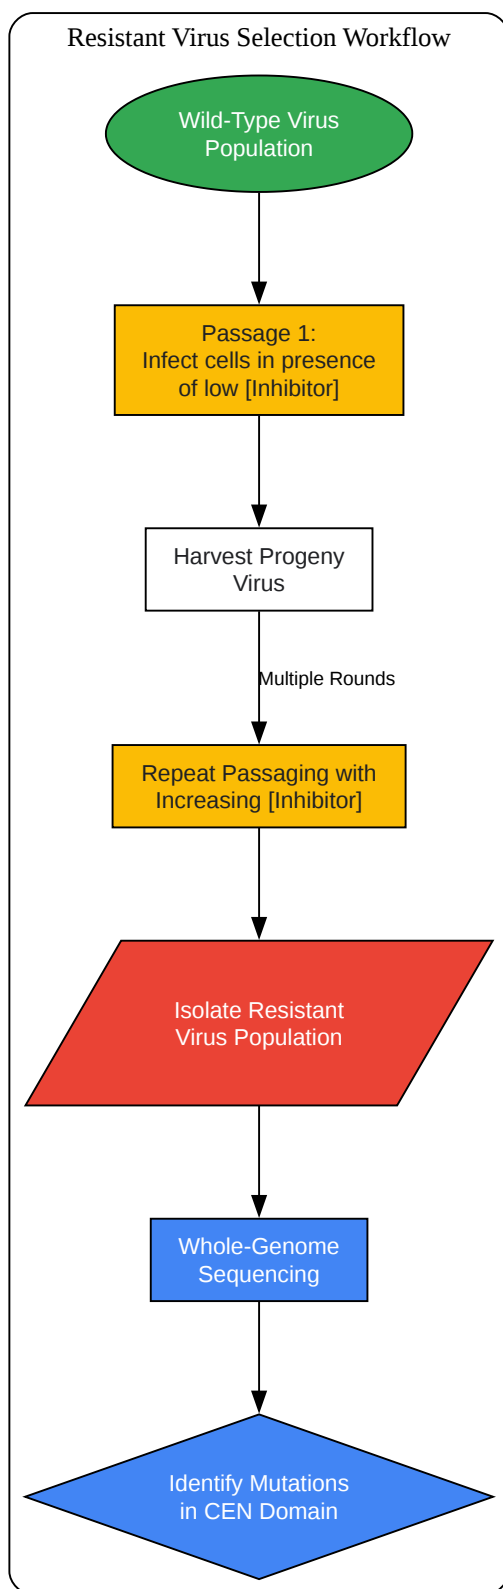 Resistant Virus Selection Workflow
Wild-Type Virus
Population
Passage 1:
Infect cells in presence
of low [Inhibitor]
Harvest Progeny
Virus
Multiple Rounds
Repeat Passaging with
Increasing [Inhibitor]
Isolate Resistant
Virus Population
Whole-Genome
Sequencing
Identify Mutations
in CEN Domain